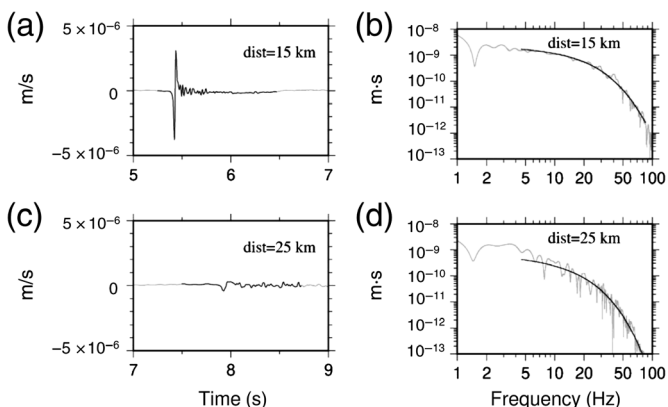 (a)
5 ×10⁻⁶
0
−5 ×10⁻⁶
m/s
dist=15 km
5 6 7
(b)
10⁻⁸
10⁻⁹
10⁻¹⁰
10⁻¹¹
10⁻¹²
10⁻¹³
m·s
dist=15 km
1 2 5 10 20 50 100
(c)
5 ×10⁻⁶
0
−5 ×10⁻⁶
m/s
dist=25 km
7 8 9
Time (s)
(d)
10⁻⁸
10⁻⁹
10⁻¹⁰
10⁻¹¹
10⁻¹²
10⁻¹³
m·s
dist=25 km
1 2 5 10 20 50 100
Frequency (Hz)